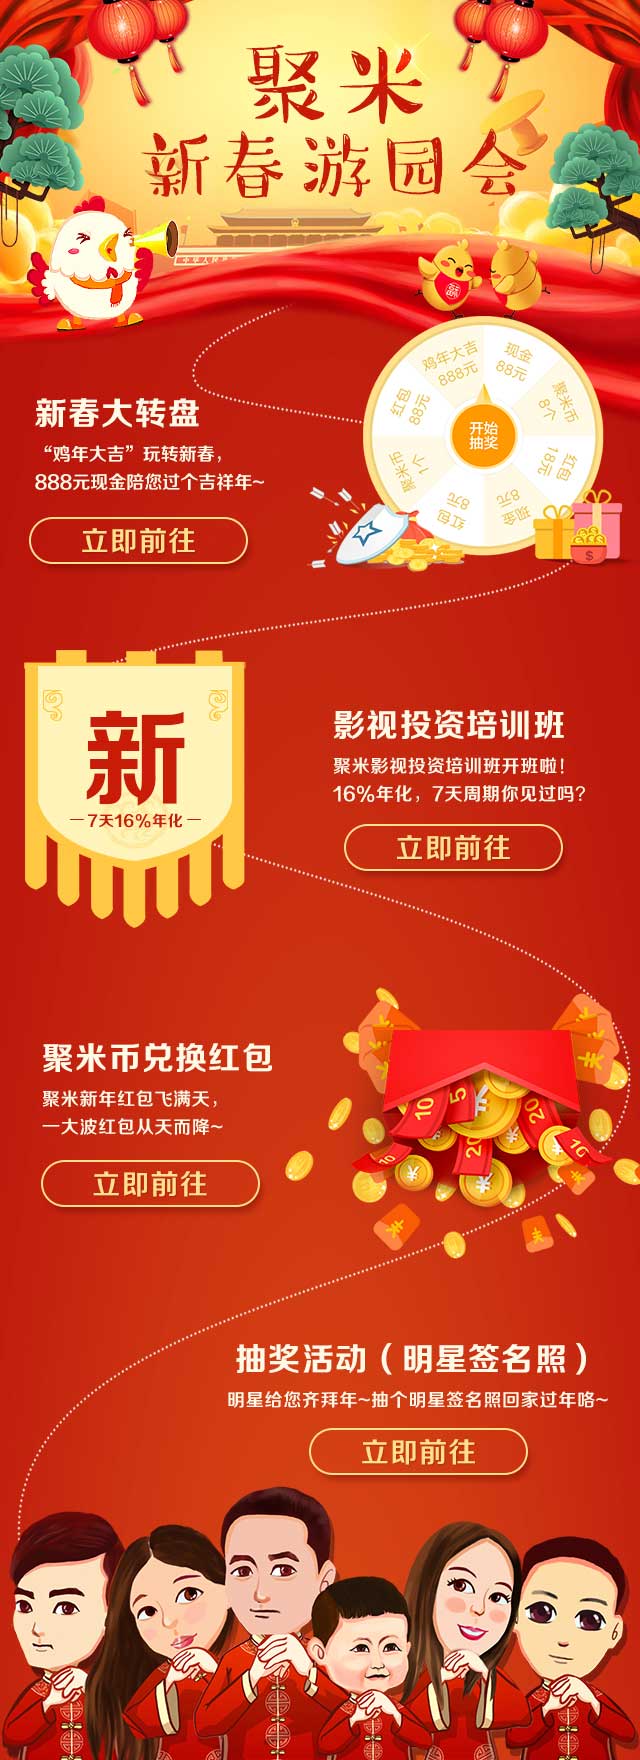 聚米
新春游园会
新春大转盘
“鸡年大吉”玩转新春，
888元现金陪您过个吉祥年~
立即前往
鸡年大吉
888元
现金
88元
聚米币
8个
红包
18元
现金
8元
红包
8元
聚米币
1个
红包
88元
开始
抽奖
新
7天16%年化
影视投资培训班
聚米影视投资培训班开班啦！
16%年化，7天周期你见过吗？
立即前往
聚米币兑换红包
聚米新年红包飞满天，
一大波红包从天而降~
立即前往
10
5
20
20
10
抽奖活动（明星签名照）
明星给您齐拜年~抽个明星签名照回家过年咯~
立即前往